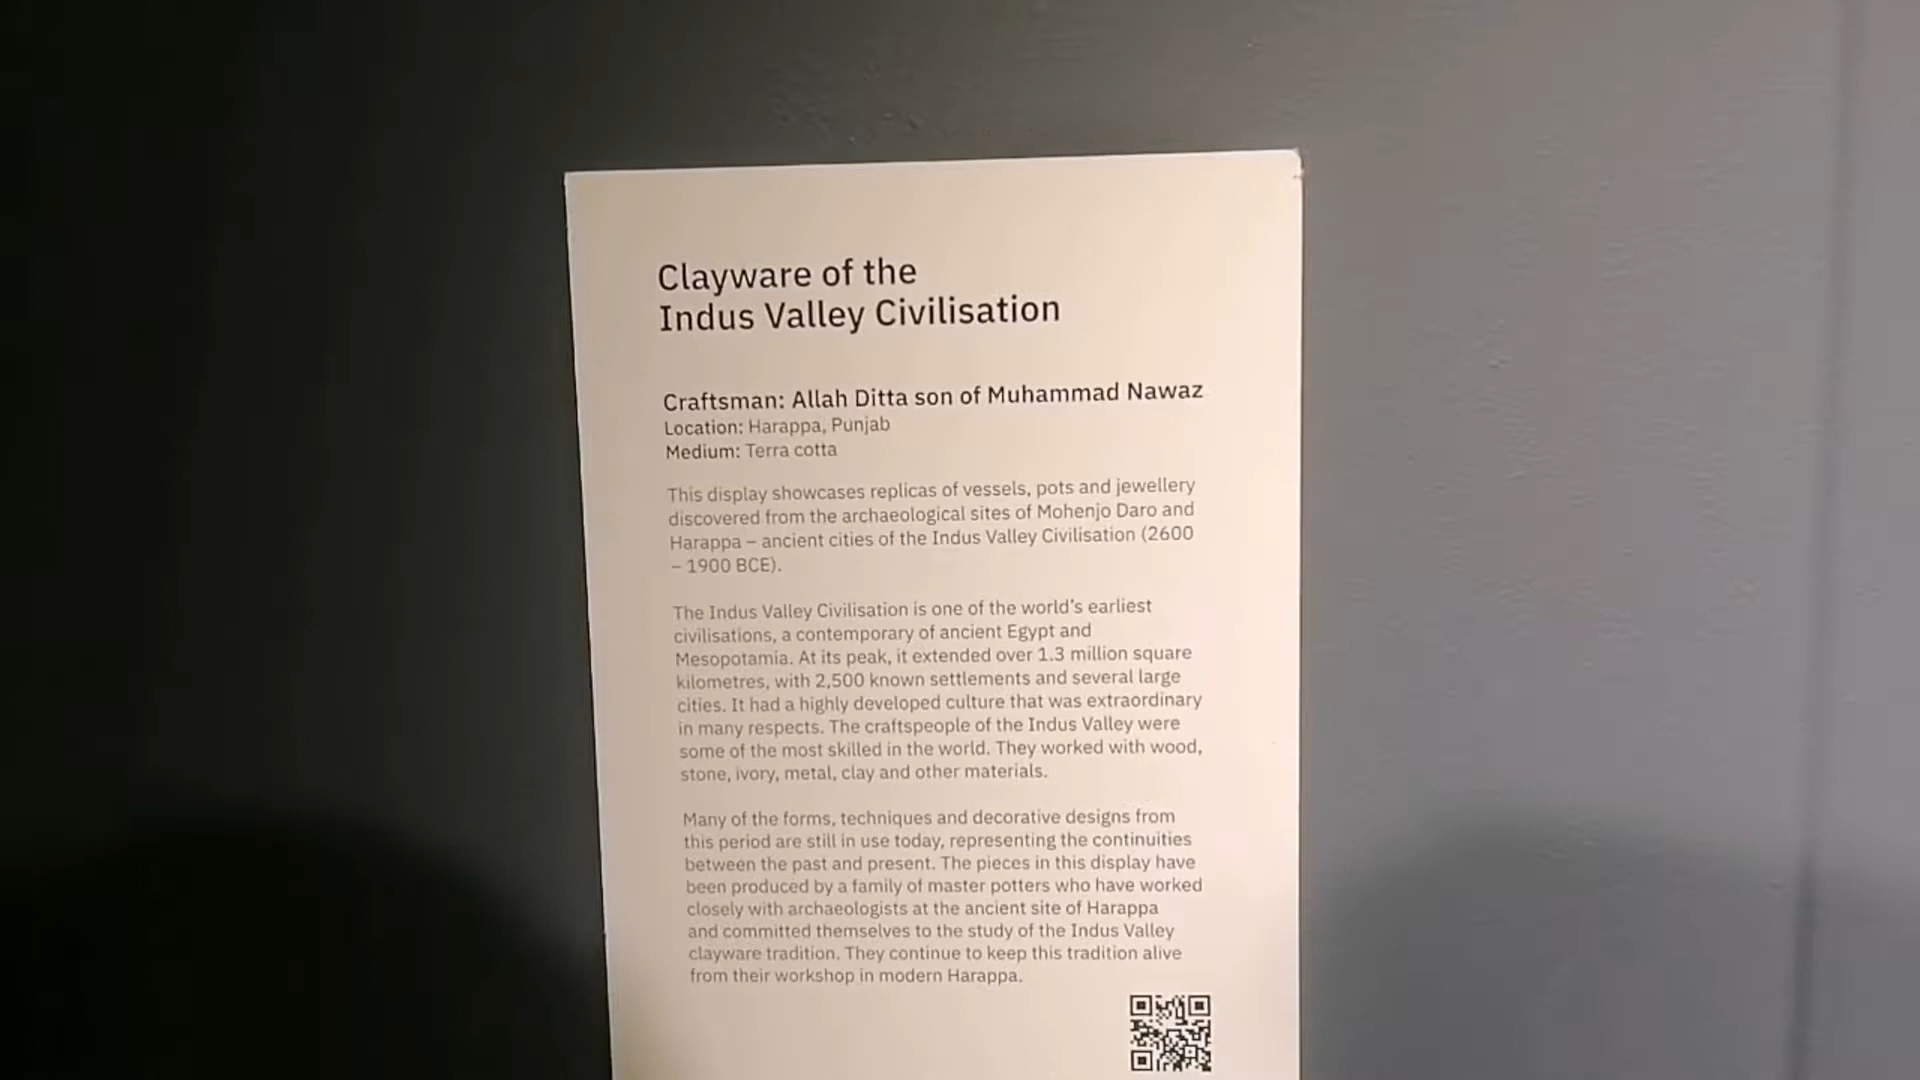 Clayware of the
Indus Valley Civilisation
Craftsman: Allah Ditta son of Muhammad Nawaz
Location: Harappa, Punjab
Medium: Terra cotta
This display showcases replicas of vessels, pots and jewellery
discovered from the archaeological sites of Mohenjo Daro and
Harappa – ancient cities of the Indus Valley Civilisation (2600
– 1900 BCE).
The Indus Valley Civilisation is one of the world's earliest
civilisations, a contemporary of ancient Egypt and
Mesopotamia. At its peak, it extended over 1.3 million square
kilometres, with 2,500 known settlements and several large
cities. It had a highly developed culture that was extraordinary
in many respects. The craftspeople of the Indus Valley were
some of the most skilled in the world. They worked with wood,
stone, ivory, metal, clay and other materials.
Many of the forms, techniques and decorative designs from
this period are still in use today, representing the continuities
between the past and present. The pieces in this display have
been produced by a family of master potters who have worked
closely with archaeologists at the ancient site of Harappa
and committed themselves to the study of the Indus Valley
clayware tradition. They continue to keep this tradition alive
from their workshop in modern Harappa.